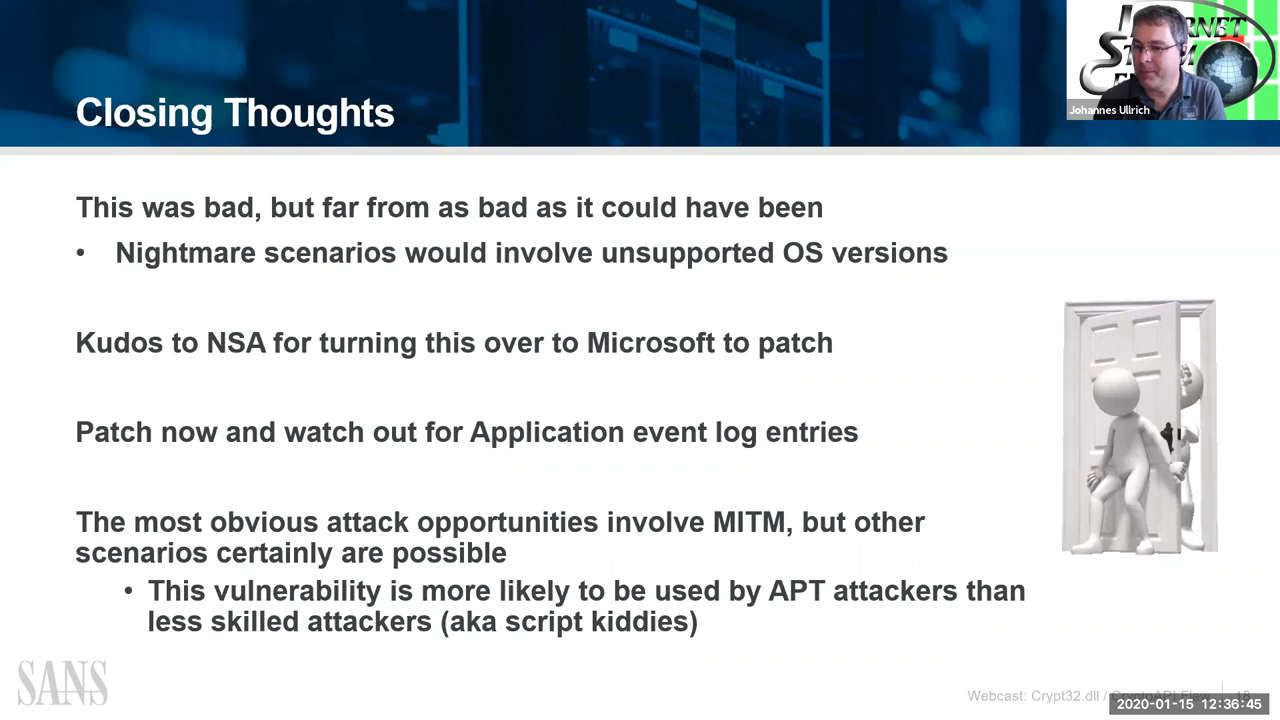 Closing Thoughts
Johannes Ullrich
This was bad, but far from as bad as it could have been
• Nightmare scenarios would involve unsupported OS versions
Kudos to NSA for turning this over to Microsoft to patch
Patch now and watch out for Application event log entries
The most obvious attack opportunities involve MITM, but other
scenarios certainly are possible
• This vulnerability is more likely to be used by APT attackers than
less skilled attackers (aka script kiddies)
SANS
Webcast: Crypt32.dll / CryptoAPI Flaw
2020-01-15 12:36:45